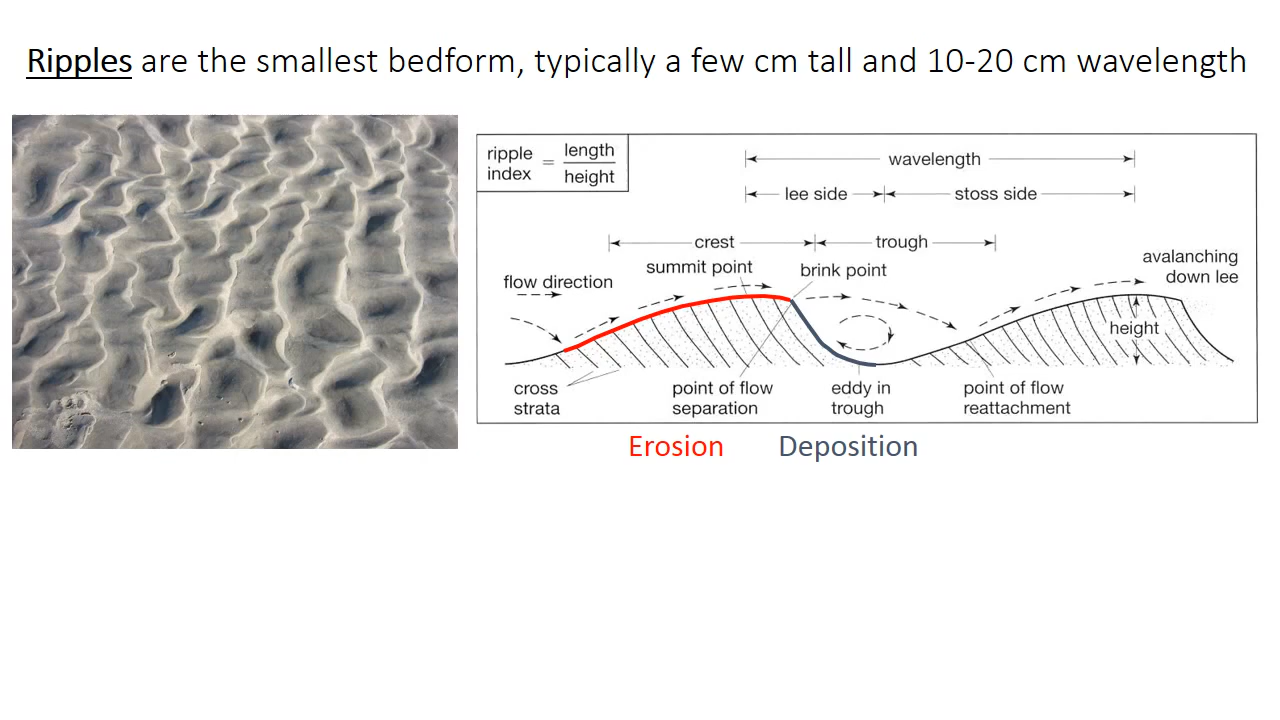 Ripples are the smallest bedform, typically a few cm tall and 10-20 cm wavelength
ripple index = length / height
wavelength
lee side
stoss side
crest
trough
summit point
brink point
avalanching
down lee
flow direction
height
cross
strata
point of flow
separation
eddy in
trough
point of flow
reattachment
Erosion
Deposition